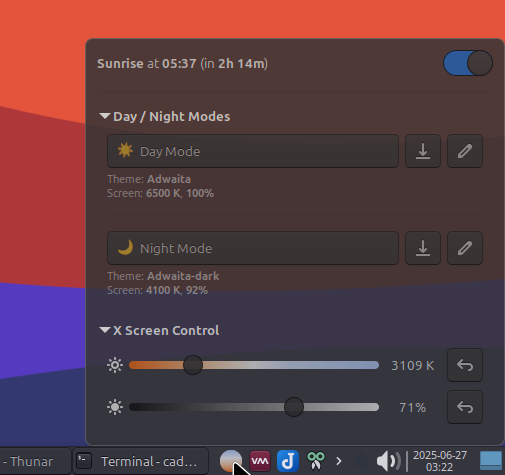 Sunrise at 05:37 (in 2h 14m)
Day / Night Modes
Day Mode
Theme: Adwaita
Screen: 6500 K, 100%
Night Mode
Theme: Adwaita-dark
Screen: 4100 K, 92%
X Screen Control
3109 K
71%
- Thunar
Terminal - cad...
VM
2025-06-27
03:22